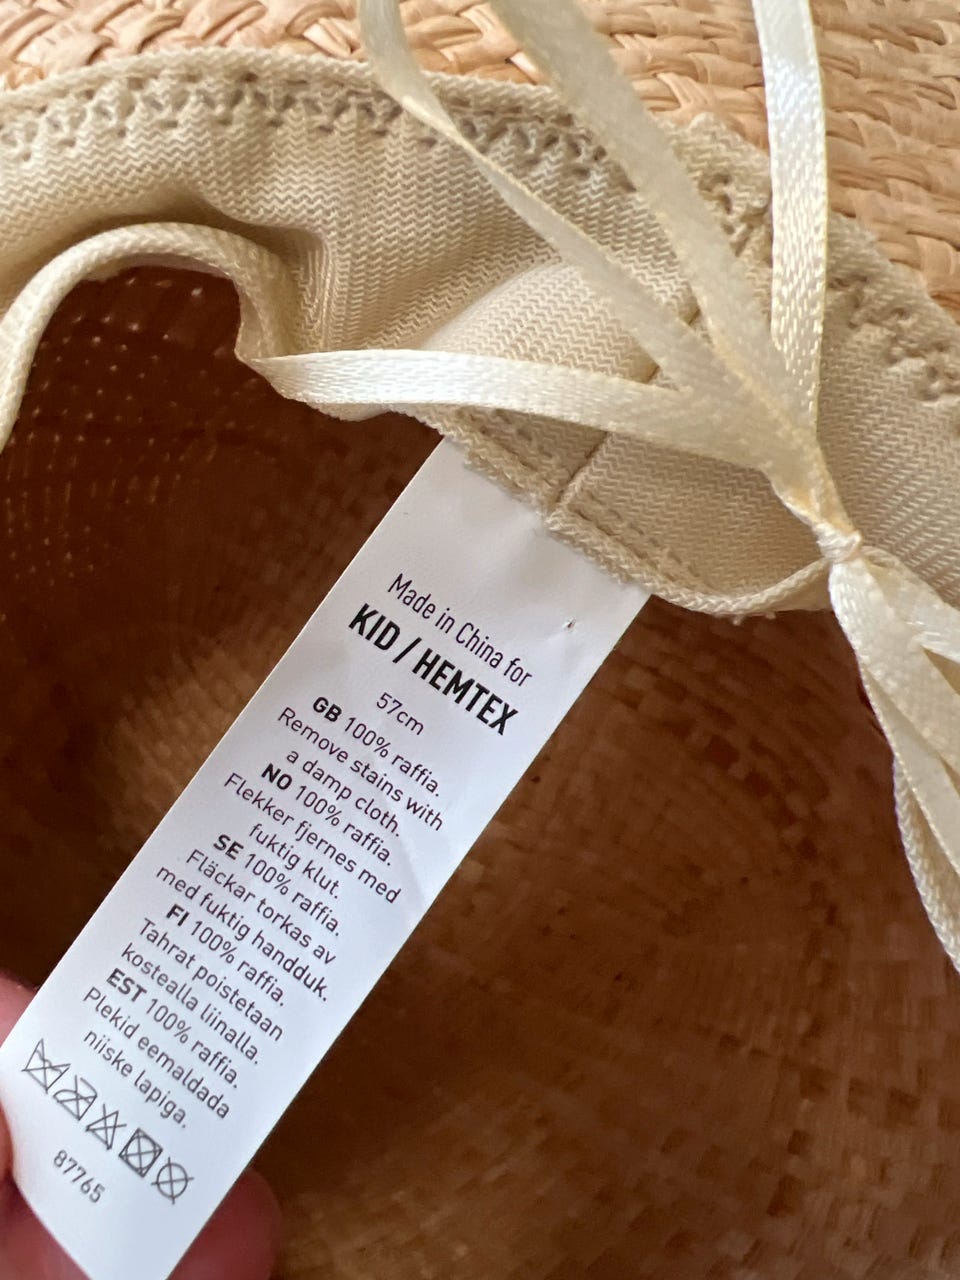 Made in China for
KID / HEMTEX
57cm
GB 100% raffia.
Remove stains with
a damp cloth.
NO 100% raffia.
Flekker fjernes med
fuktig klut.
SE 100% raffia.
Fläckar torkas av
med fuktig handduk.
FI 100% raffia.
Tahrat poistetaan
kostealla liinalla.
EST 100% raffia.
Plekid eemaldada
niiske lapiga.
87765